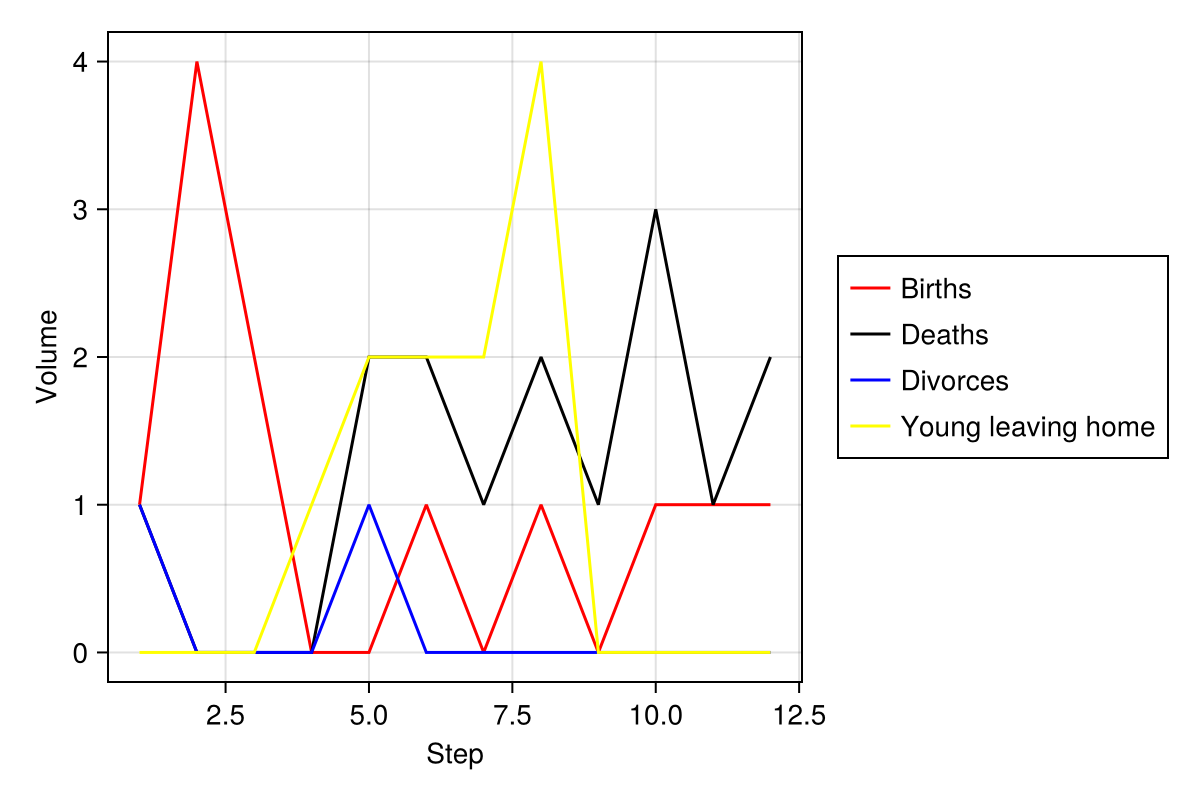 4
3
2
1
0
Volume
2.5 5.0 7.5 10.0 12.5
Step
Births
Deaths
Divorces
Young leaving home